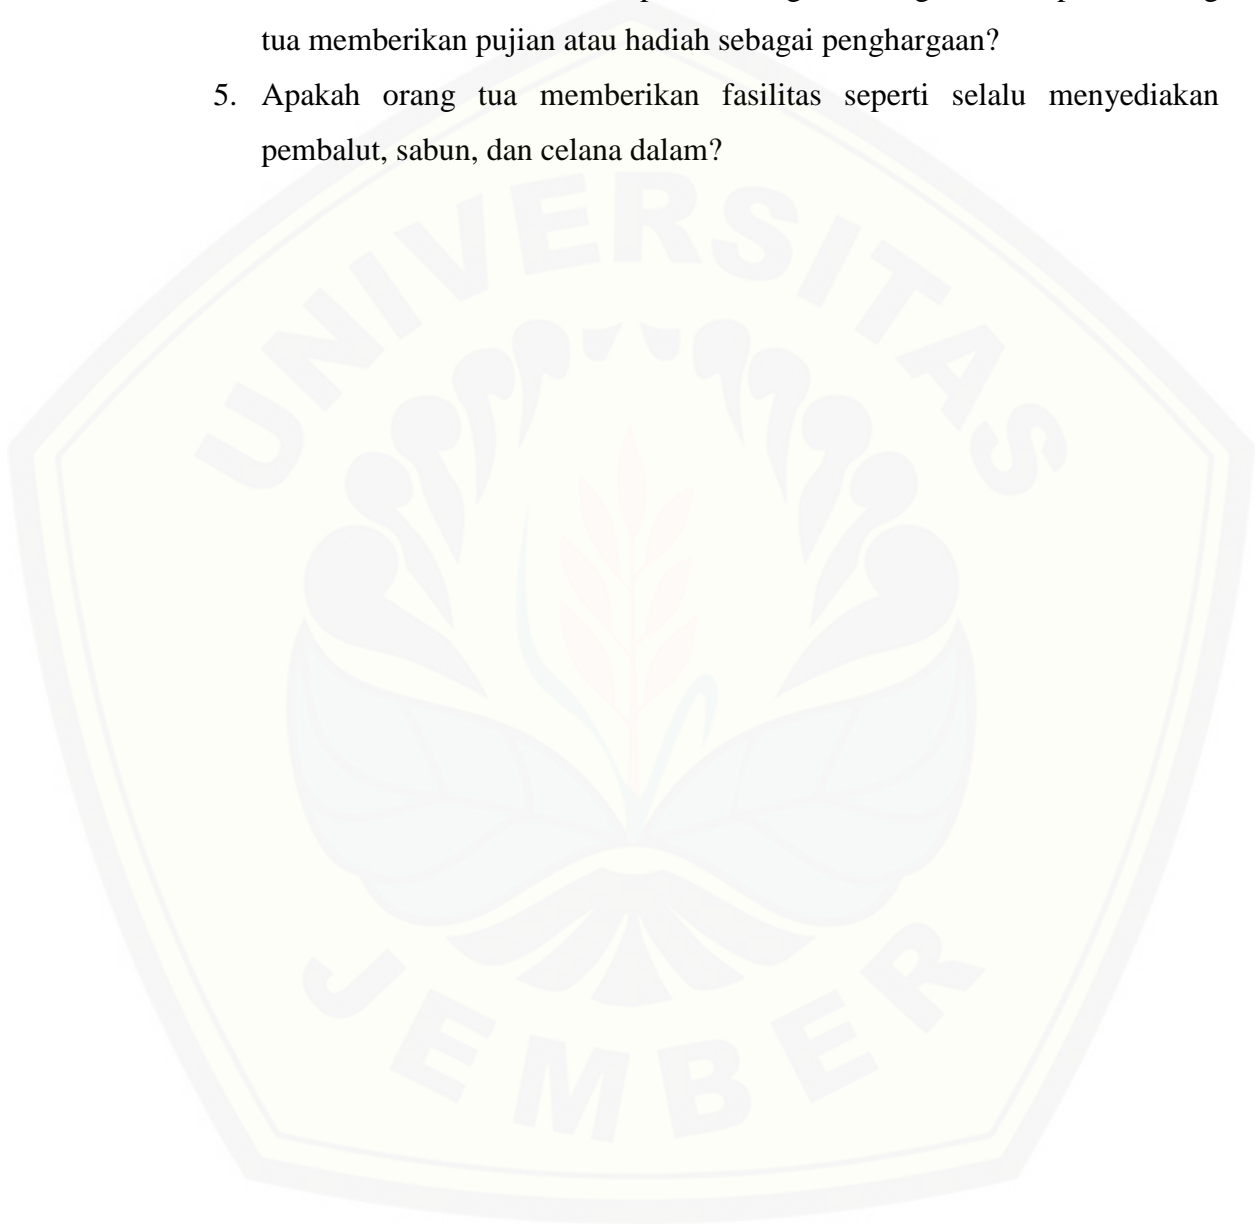 tua memberikan pujian atau hadiah sebagai penghargaan?
5. Apakah orang tua memberikan fasilitas seperti selalu menyediakan
pembalut, sabun, dan celana dalam?
UNIVERSITAS
JEMBER